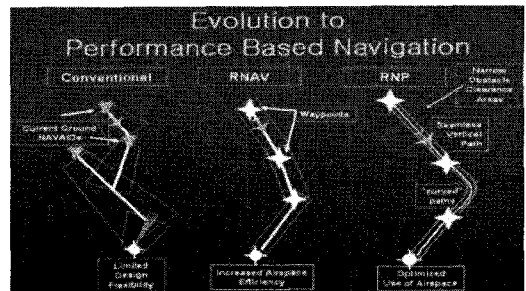 Evolution to
Performance Based Navigation
Conventional
RNAV
RNP
Narrow
Obstacle
Clearance
Areas
Current Ground
NAVAIDs
Waypoints
Seamless
Vertical
Path
"curved"
paths
Limited
Design
Flexibility
Increased Airspace
Efficiency
Optimized
Use of Airspace